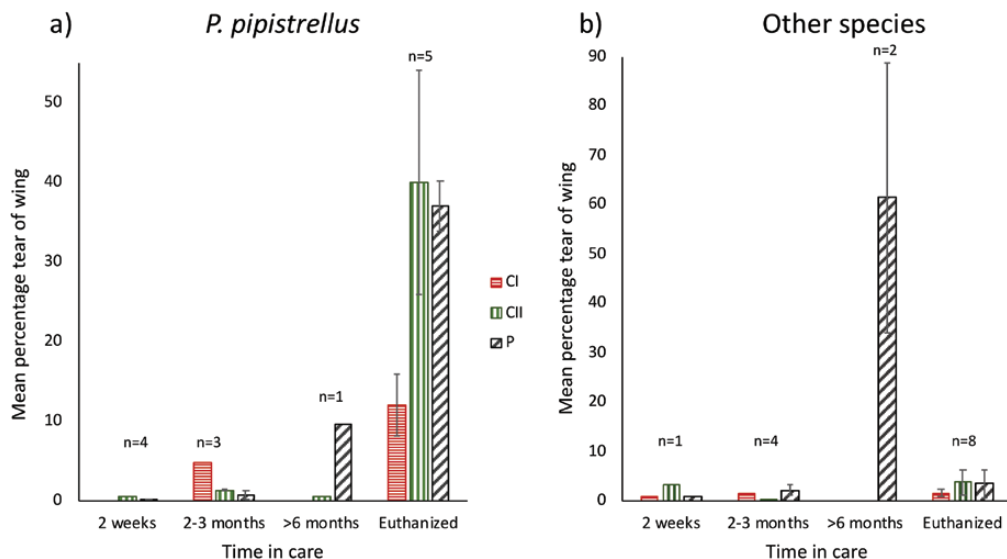 a) P. pipistrellus
Mean percentage tear of wing
50
40
30
20
10
0
n=4
n=3
n=1
n=5
2 weeks 2-3 months >6 months Euthanized
Time in care
CI
CII
P
b) Other species
Mean percentage tear of wing
90
80
70
60
50
40
30
20
10
0
n=1
n=4
n=2
n=8
2 weeks 2-3 months >6 months Euthanized
Time in care